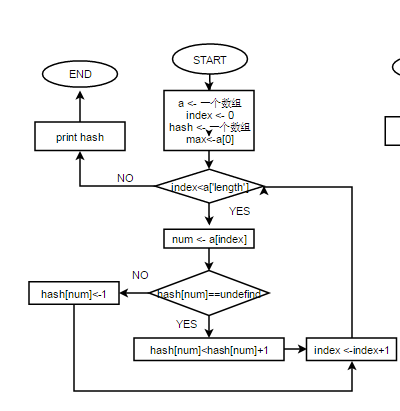 START
END
a <- 一个数组
index <- 0
hash <- 一个数组
max<-a[0]
print hash
NO
index<a['length']
YES
num <- a[index]
NO
hash[num]==undefind
hash[num]<-1
YES
hash[num]<hash[num]+1
index <-index+1